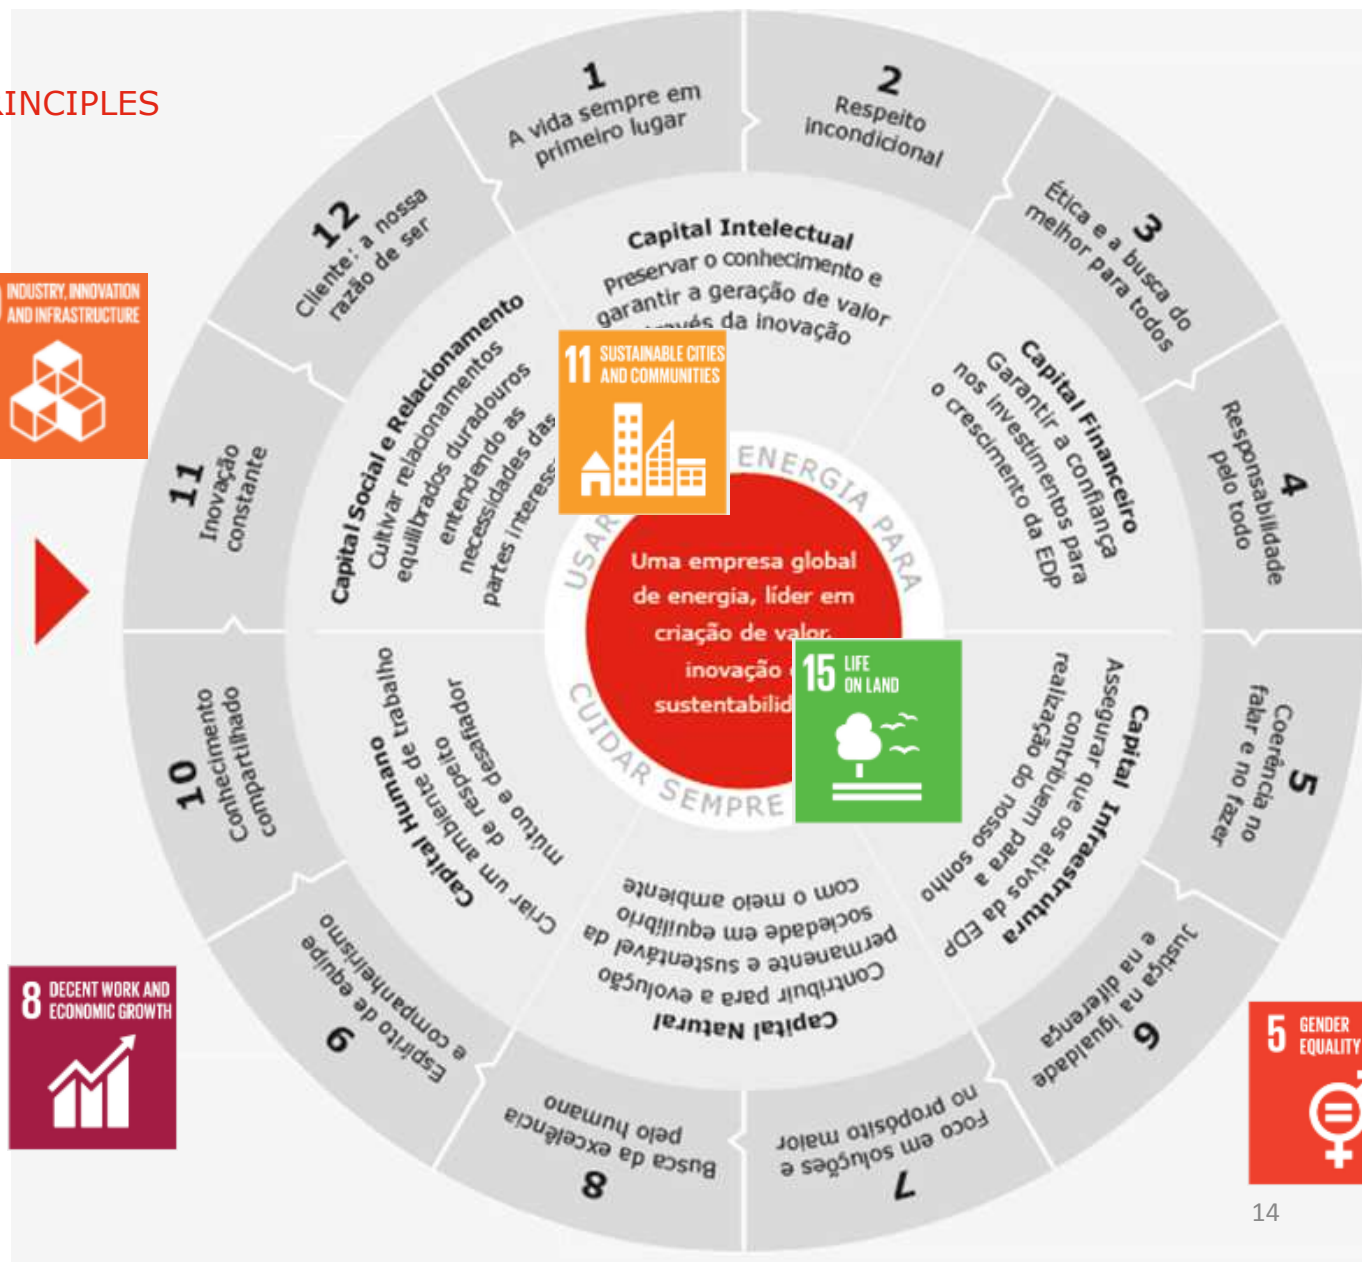 RINCIPLES
1
A vida sempre em
primeiro lugar
2
Respeito
incondicional
3
Ética e a busca do
melhor para todos
4
Responsabilidade
pelo todo
5
Coerência no
falar e no fazer
6
Justiça na igualdade
e na diferença
7
Foco em soluções e
no propósito maior
8
Busca da excelência
pelo humano
9
Espírito de equipe
e companheirismo
10
Conhecimento
compartilhado
11
Inovação
constante
12
Cliente: a nossa
razão de ser
Capital Intelectual
Preservar o conhecimento e
garantir a geração de valor
através da inovação
Capital Financeiro
Garantir a confiança
nos investimentos para
o crescimento da EDP
Capital Infraestrutura
Assegurar que os ativos da EDP
contribuem para a
realização do nosso sonho
Capital Natural
Contribuir para a evolução
permanente e sustentável da
sociedade em equilíbrio
com o meio ambiente
Capital Humano
Criar um ambiente de trabalho
de respeito
mútuo e desafiador
Capital Social e Relacionamento
Cultivar relacionamentos
equilibrados duradouros
entendendo as
necessidades das
partes interess
USAR
ENERGIA PARA
CUIDAR SEMPRE
Uma empresa global
de energia, líder em
criação de valor,
inovação
sustentabilid
INDUSTRY, INNOVATION
AND INFRASTRUCTURE
11 SUSTAINABLE CITIES
AND COMMUNITIES
15 LIFE
ON LAND
8 DECENT WORK AND
ECONOMIC GROWTH
5 GENDER
EQUALITY
14